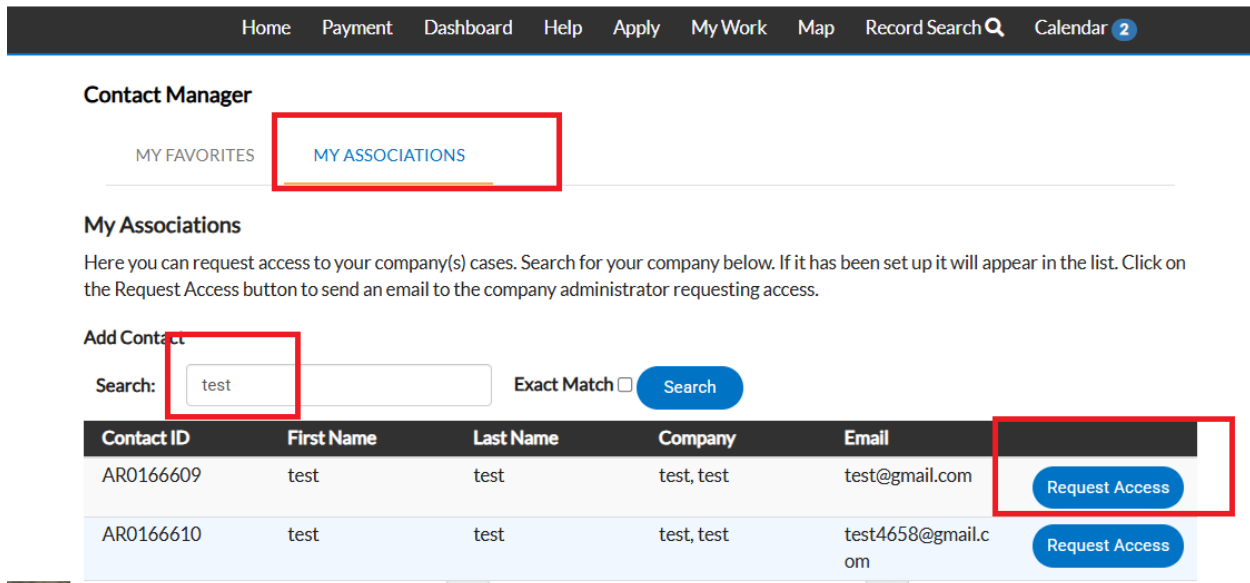 Home Payment Dashboard Help Apply My Work Map Record Search Calendar 2
Contact Manager
MY FAVORITES MY ASSOCIATIONS
My Associations
Here you can request access to your company(s) cases. Search for your company below. If it has been set up it will appear in the list. Click on
the Request Access button to send an email to the company administrator requesting access.
Add Contact
Search: test Exact Match Search
Contact ID First Name Last Name Company Email
AR0166609 test test test, test test@gmail.com Request Access
AR0166610 test test test, test test4658@gmail.c Request Access
om